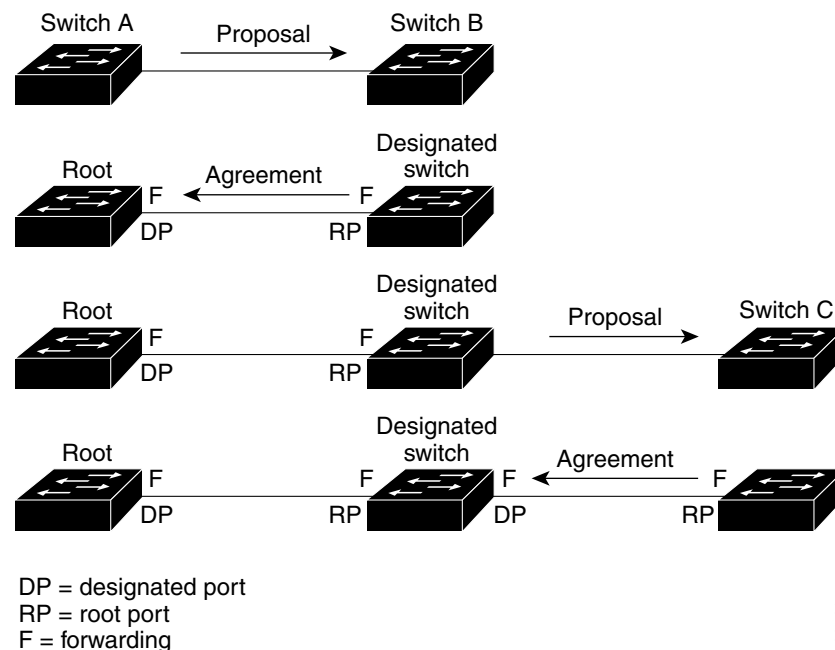 Switch A
Proposal
Switch B
Root
F
Agreement
F
Designated
switch
DP
RP
Root
F
F
Designated
switch
Proposal
Switch C
DP
RP
Root
F
F
Designated
switch
F
Agreement
F
DP
RP
DP
RP
DP = designated port
RP = root port
F = forwarding